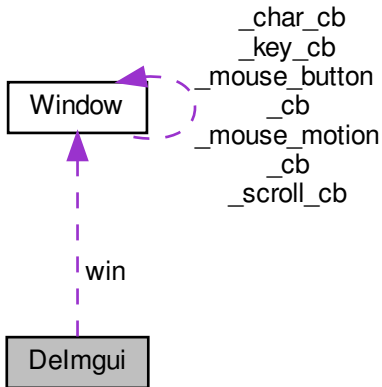 _char_cb
_key_cb
_mouse_button
_cb
_mouse_motion
_cb
_scroll_cb
Window
win
DeImgui